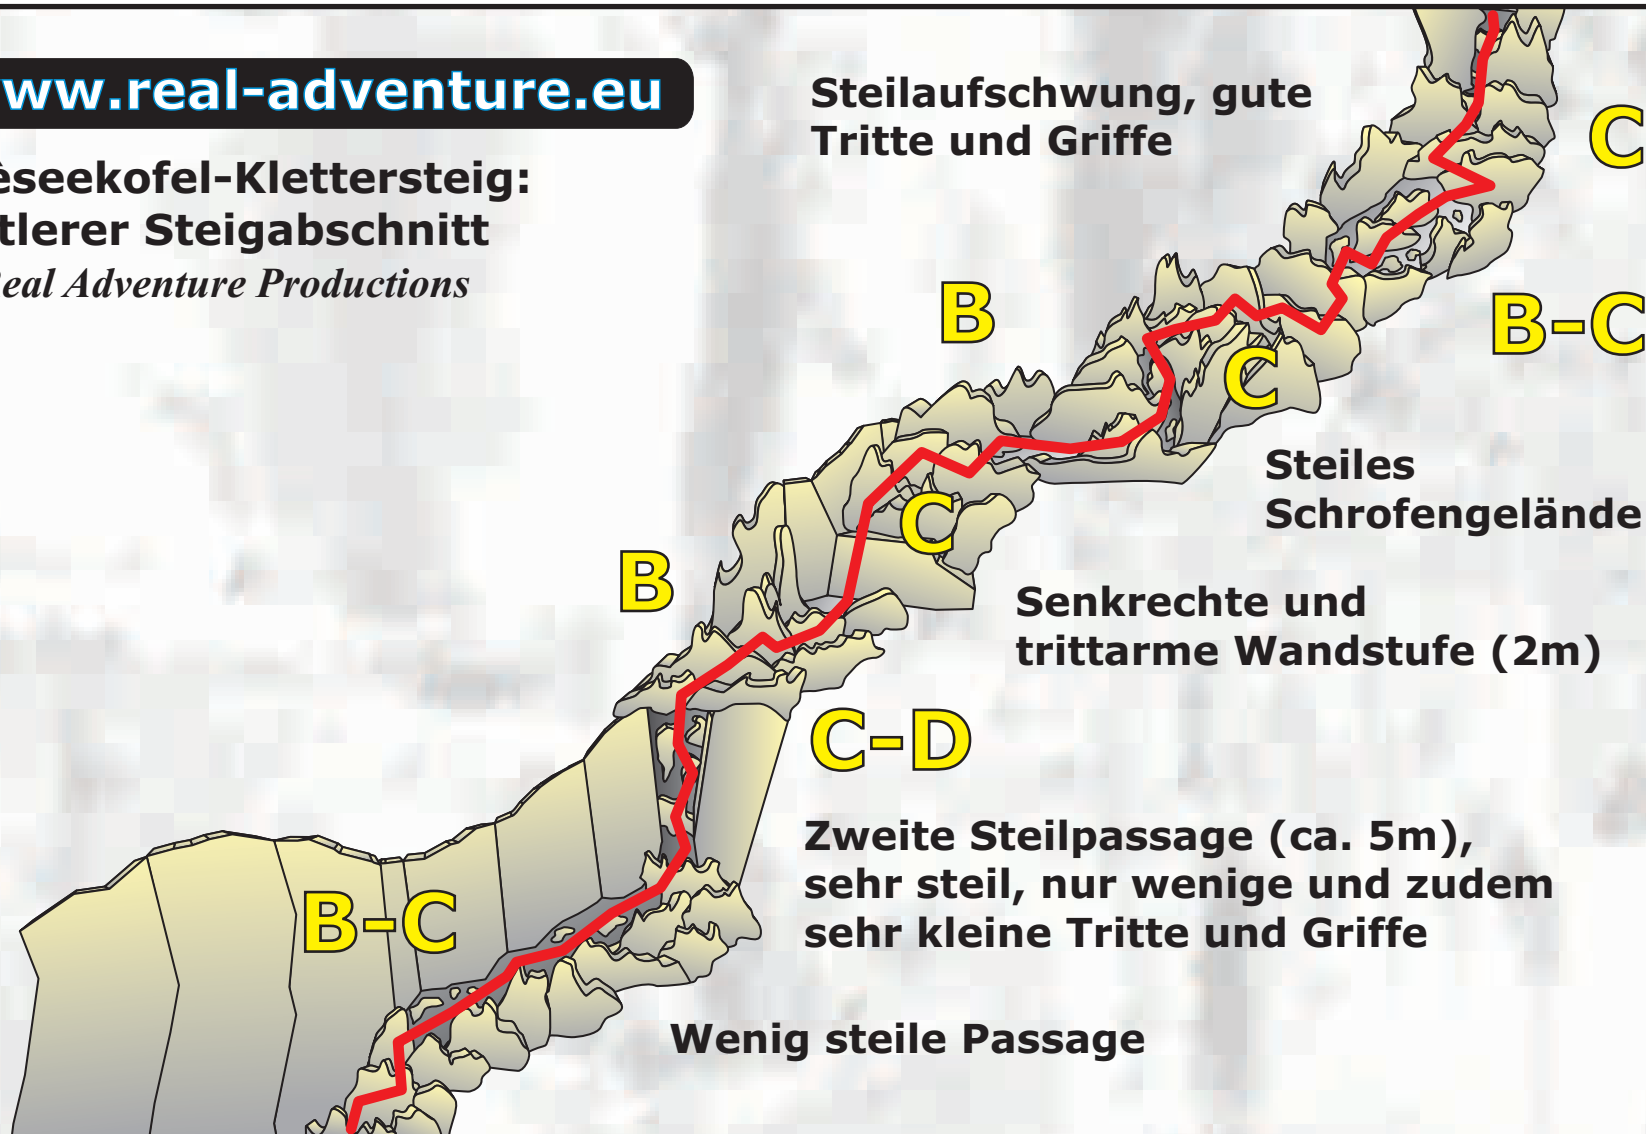 ww.real-adventure.eu
seekofel-Klettersteig:
tlerer Steigabschnitt
eal Adventure Productions
Steilaufschwung, gute
Tritte und Griffe
C
B
B-C
C
Steiles
Schrofengelände
C
B
Senkrechte und
trittarme Wandstufe (2m)
C-D
Zweite Steilpassage (ca. 5m),
sehr steil, nur wenige und zudem
sehr kleine Tritte und Griffe
B-C
Wenig steile Passage